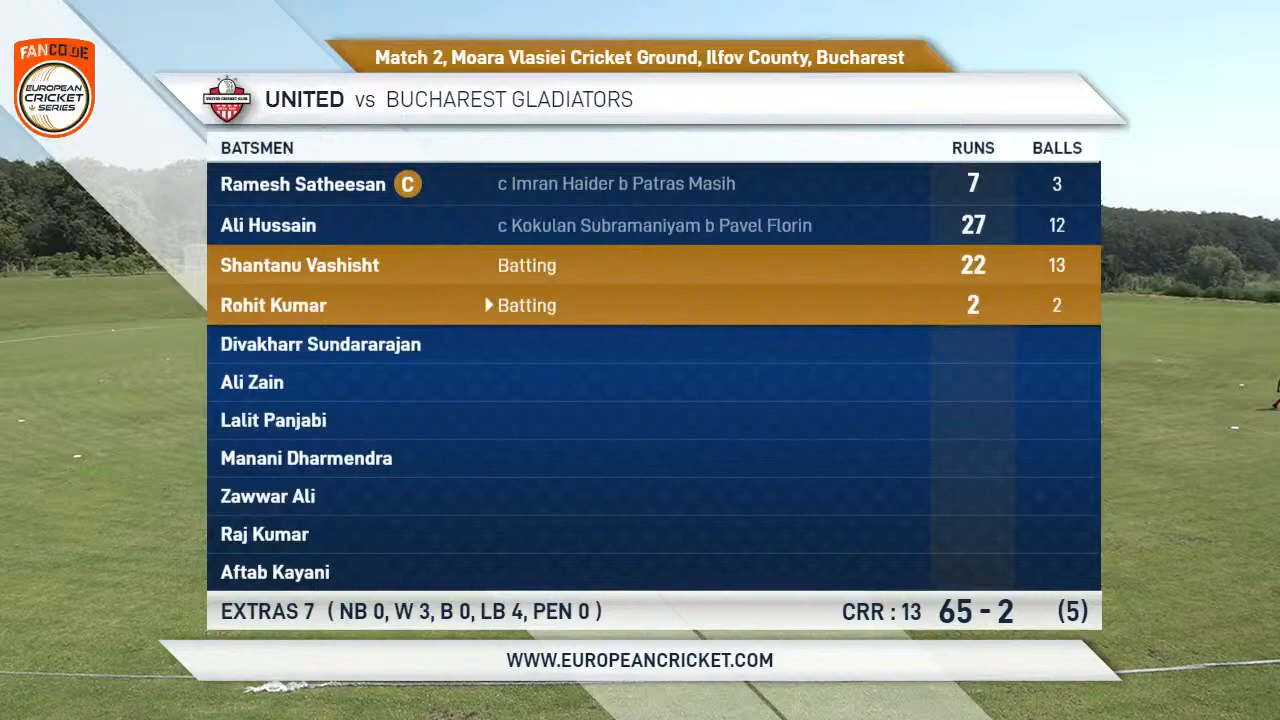 FANCODE
EUROPEAN
CRICKET
SERIES
Match 2, Moara Vlasiei Cricket Ground, Ilfov County, Bucharest
UNITED CRICKET CLUB
UNITED vs BUCHAREST GLADIATORS
BATSMEN RUNS BALLS
Ramesh Satheesan C c Imran Haider b Patras Masih 7 3
Ali Hussain c Kokulan Subramaniyam b Pavel Florin 27 12
Shantanu Vashisht Batting 22 13
Rohit Kumar Batting 2 2
Divakharr Sundararajan
Ali Zain
Lalit Panjabi
Manani Dharmendra
Zawwar Ali
Raj Kumar
Aftab Kayani
EXTRAS 7 ( NB 0, W 3, B 0, LB 4, PEN 0 ) CRR : 13 65 - 2 (5)
WWW.EUROPEANCRICKET.COM